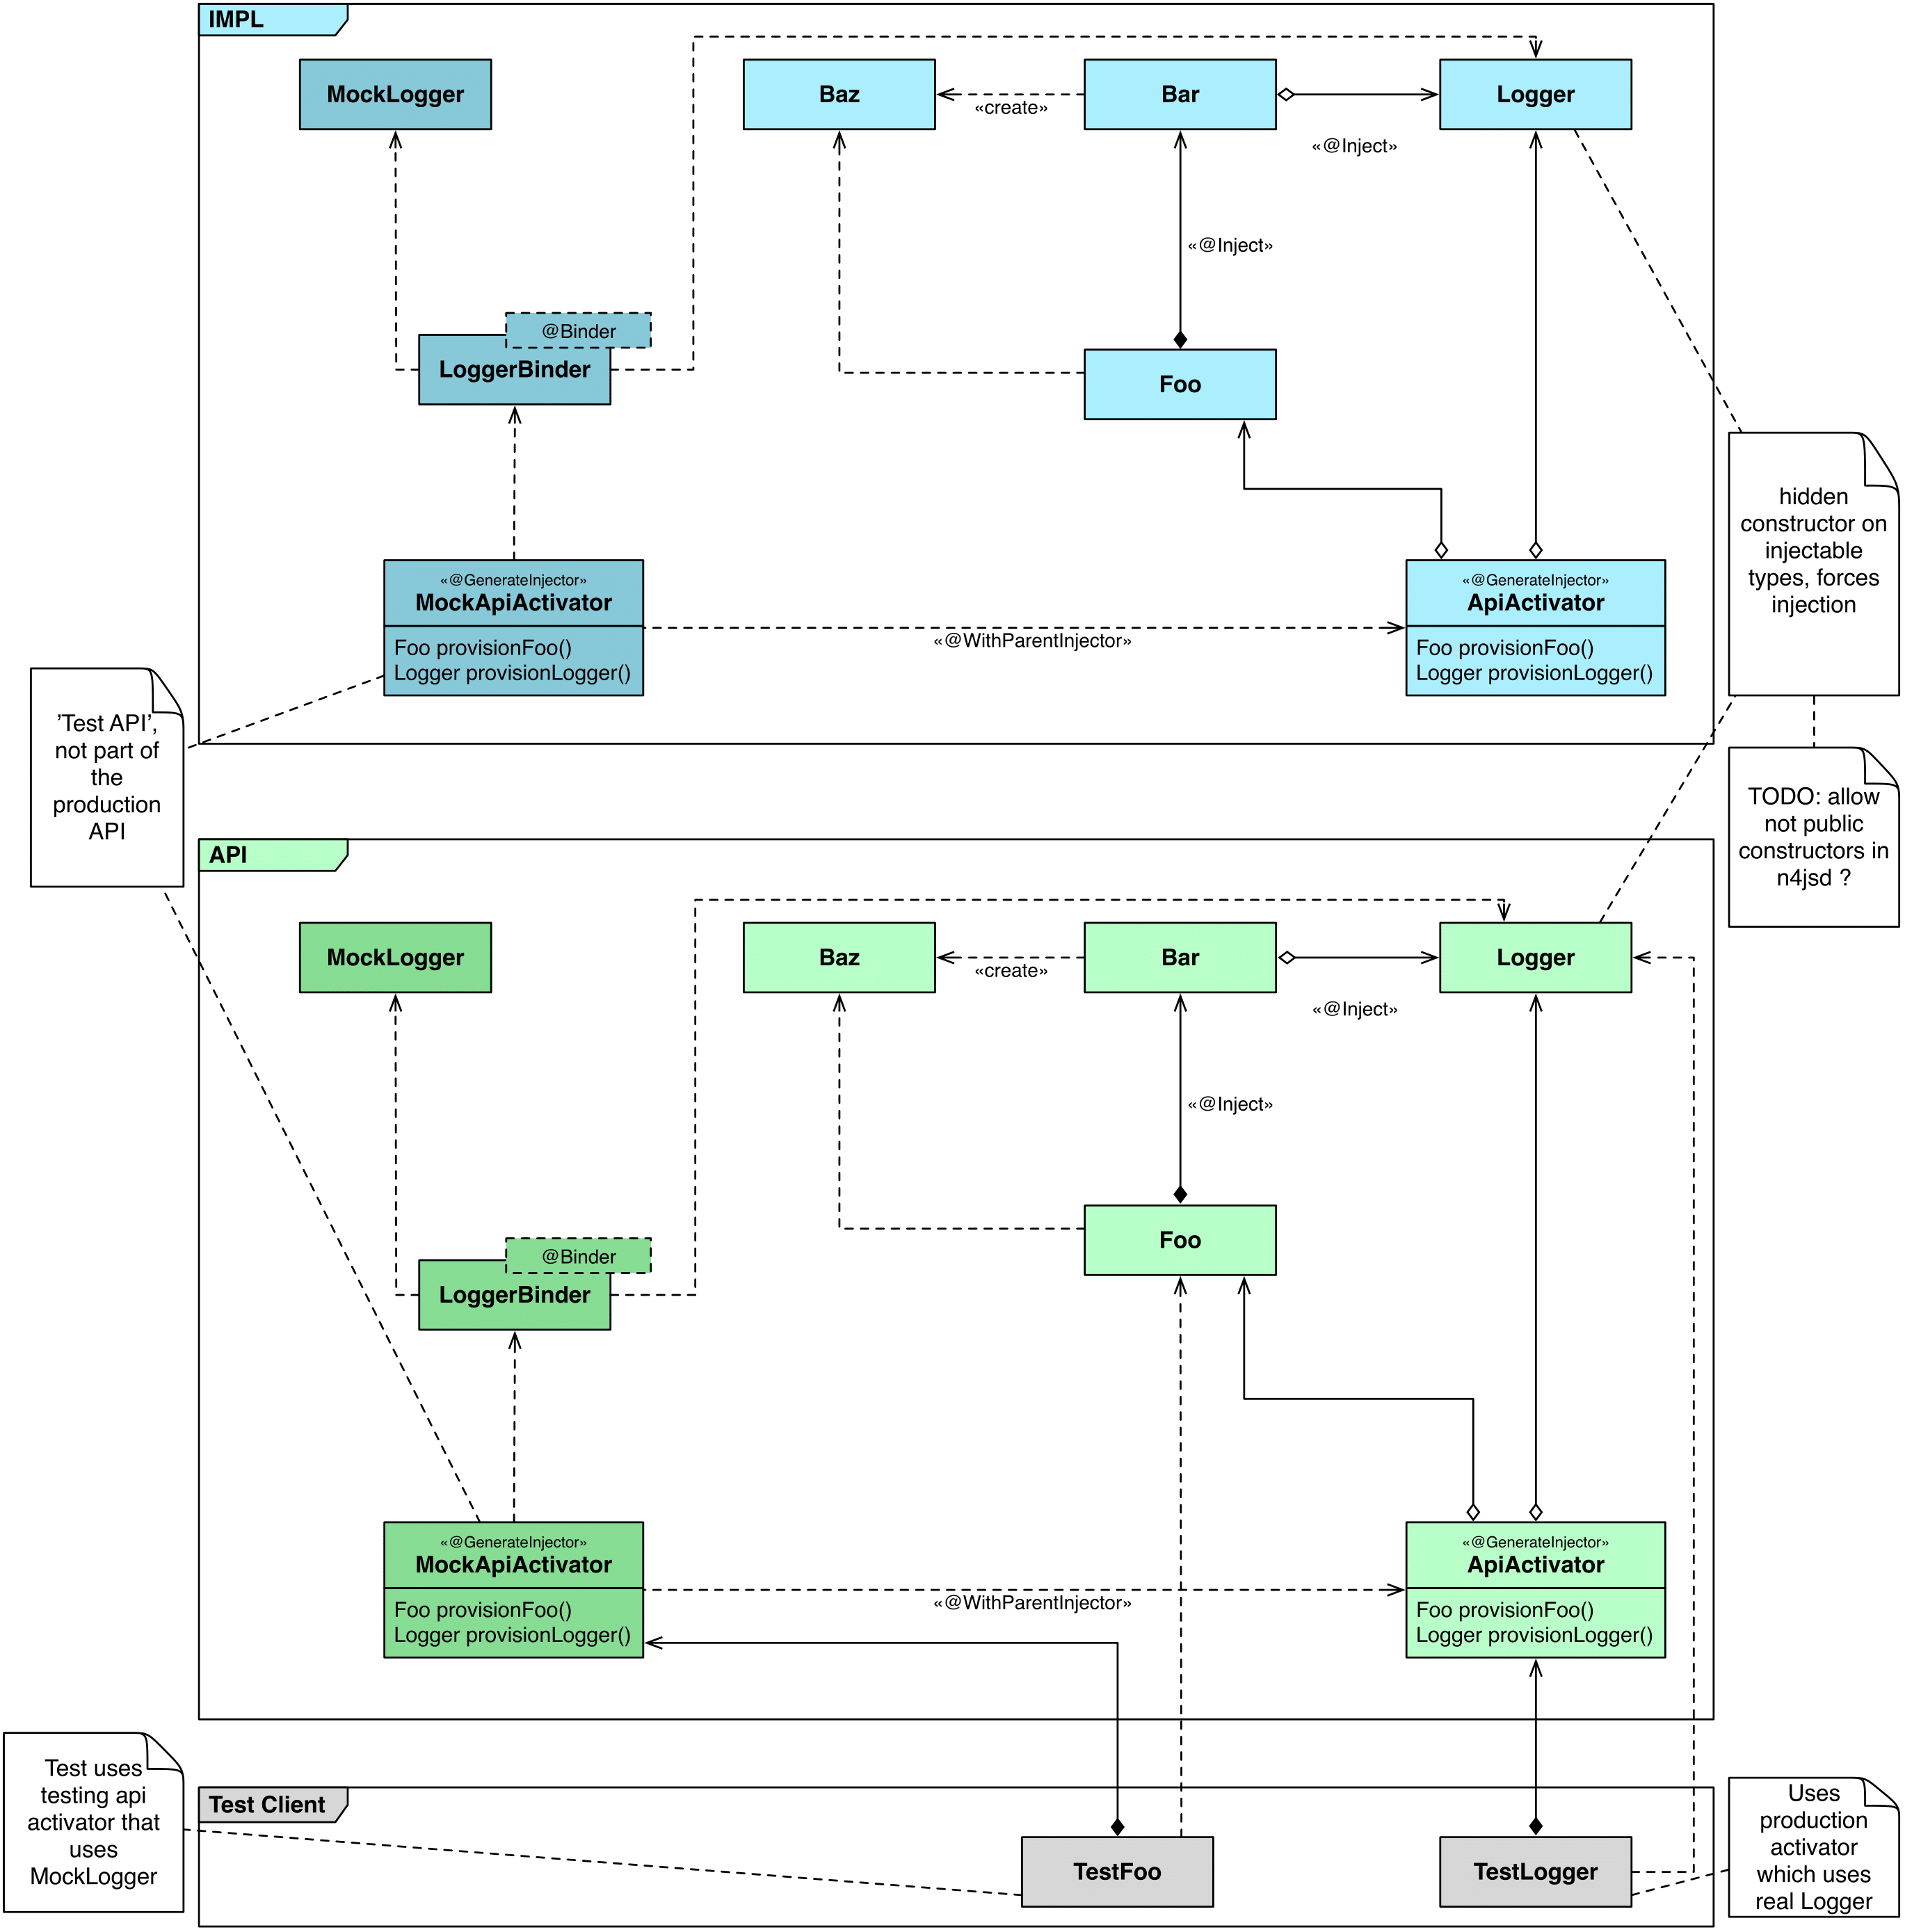 IMPL
MockLogger
Baz
Bar
Logger
«create»
«@Inject»
«@Inject»
@Binder
LoggerBinder
Foo
hidden
constructor on
injectable
types, forces
injection
«@GenerateInjector»
MockApiActivator
Foo provisionFoo()
Logger provisionLogger()
«@WithParentInjector»
«@GenerateInjector»
ApiActivator
Foo provisionFoo()
Logger provisionLogger()
’Test API’,
not part of
the
production
API
TODO: allow
not public
constructors in
n4jsd ?
API
MockLogger
Baz
Bar
Logger
«create»
«@Inject»
«@Inject»
@Binder
LoggerBinder
Foo
«@GenerateInjector»
MockApiActivator
Foo provisionFoo()
Logger provisionLogger()
«@WithParentInjector»
«@GenerateInjector»
ApiActivator
Foo provisionFoo()
Logger provisionLogger()
Test uses
testing api
activator that
uses
MockLogger
Test Client
TestFoo
TestLogger
Uses
production
activator
which uses
real Logger